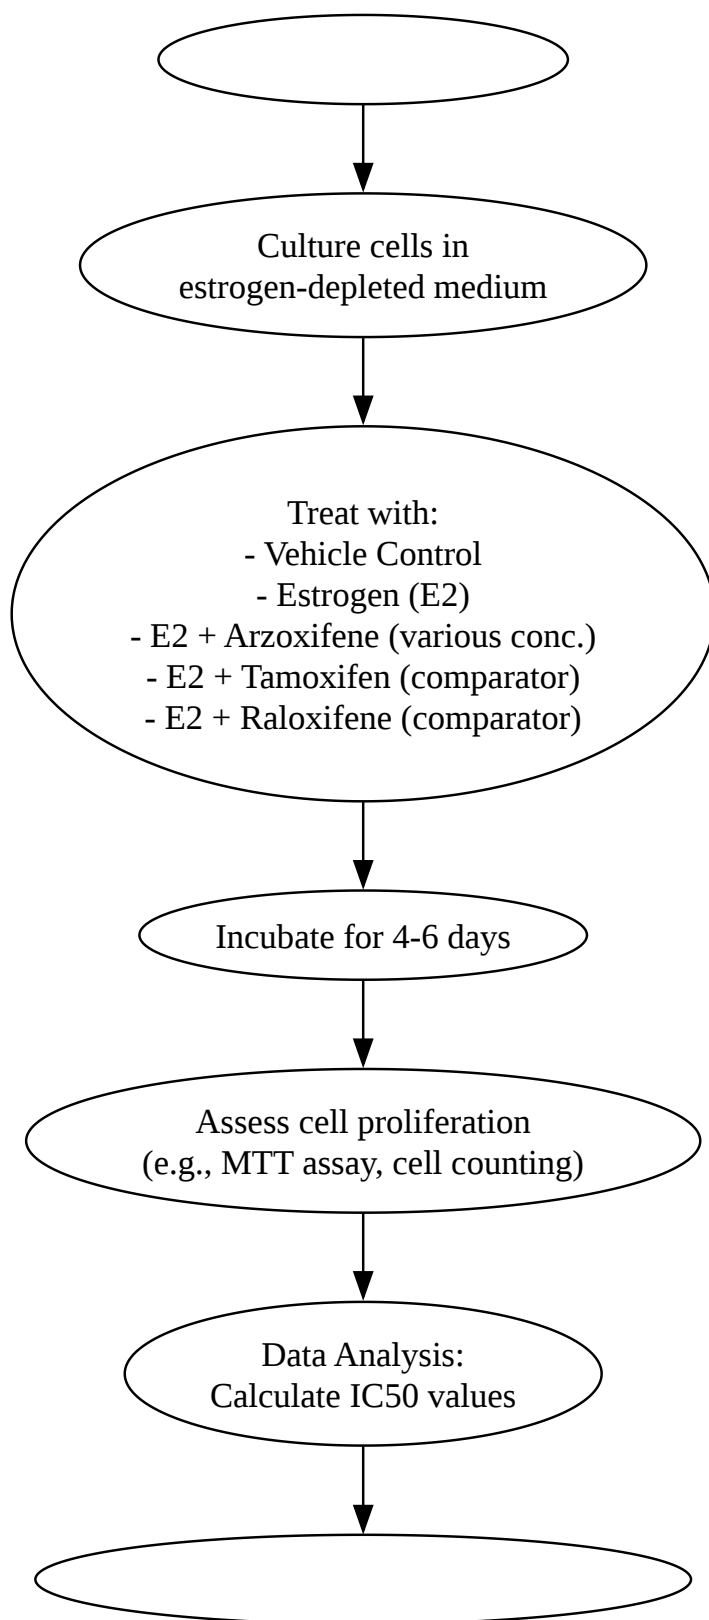 Culture cells in
estrogen-depleted medium
Treat with:
- Vehicle Control
- Estrogen (E2)
- E2 + Arzoxifene (various conc.)
- E2 + Tamoxifen (comparator)
- E2 + Raloxifene (comparator)
Incubate for 4-6 days
Assess cell proliferation
(e.g., MTT assay, cell counting)
Data Analysis:
Calculate IC50 values